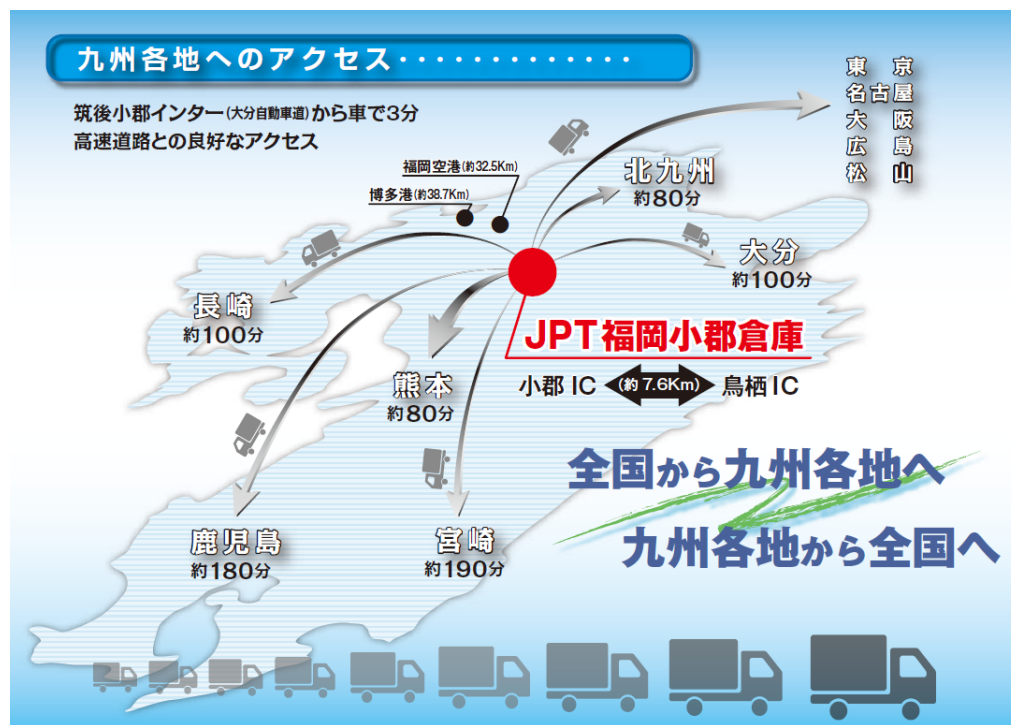 九州各地へのアクセス・・・・・・・・・・・・・
筑後小郡インター(大分自動車道)から車で3分
高速道路との良好なアクセス
東京
名古屋
大阪
広島
松山
福岡空港(約32.5Km)
博多港(約38.7Km)
北九州
約80分
大分
約100分
長崎
約100分
JPT福岡小郡倉庫
小郡IC (約7.6Km) 鳥栖IC
熊本
約80分
全国から九州各地へ
九州各地から全国へ
鹿児島
約180分
宮崎
約190分